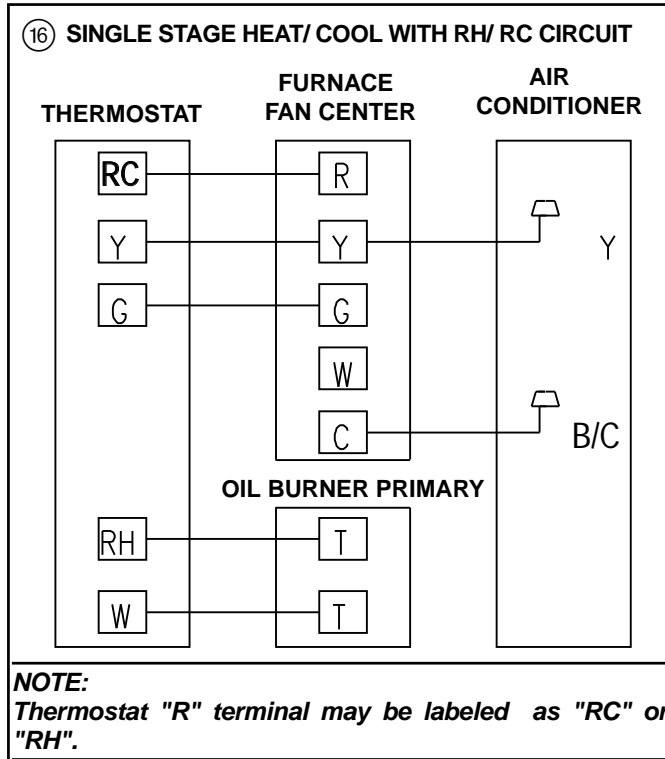 16 SINGLE STAGE HEAT/ COOL WITH RH/ RC CIRCUIT
THERMOSTAT
FURNACE
FAN CENTER
AIR
CONDITIONER
RC R
Y Y Y
G G
W
C B/C
OIL BURNER PRIMARY
RH T
W T
NOTE:
Thermostat "R" terminal may be labeled as "RC" or
"RH".